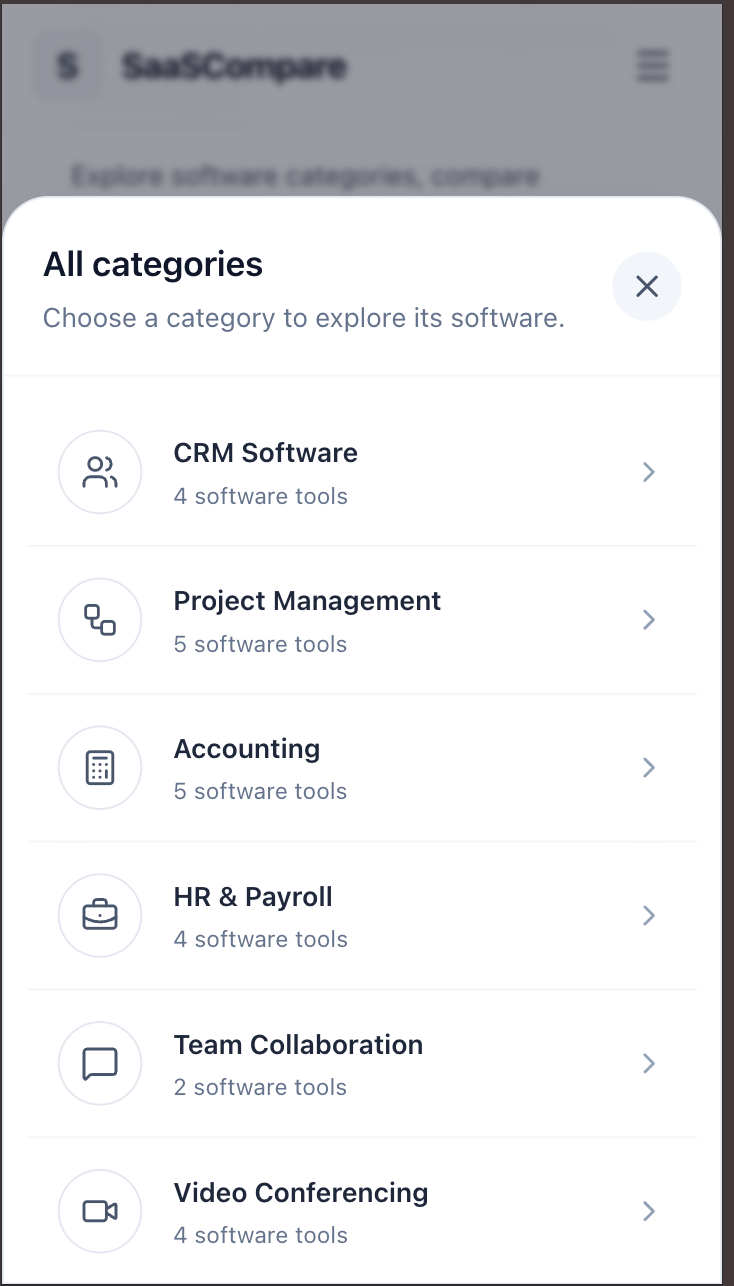 S SaaSCompare
Explore software categories, compare
All categories
Choose a category to explore its software.
CRM Software
4 software tools
Project Management
5 software tools
Accounting
5 software tools
HR & Payroll
4 software tools
Team Collaboration
2 software tools
Video Conferencing
4 software tools